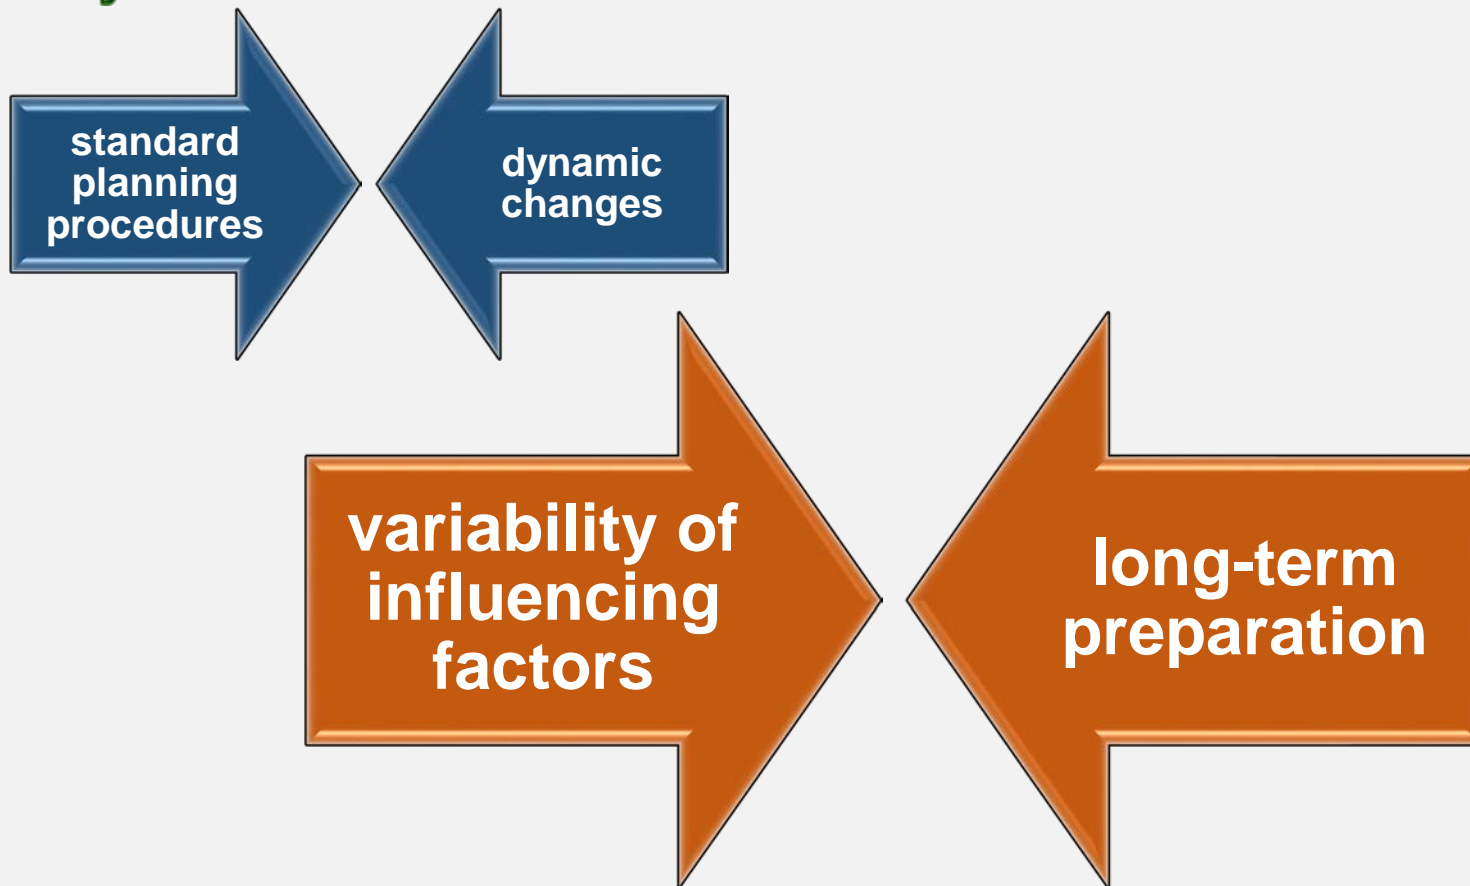 standard
planning
procedures
dynamic
changes
variability of
influencing
factors
long-term
preparation